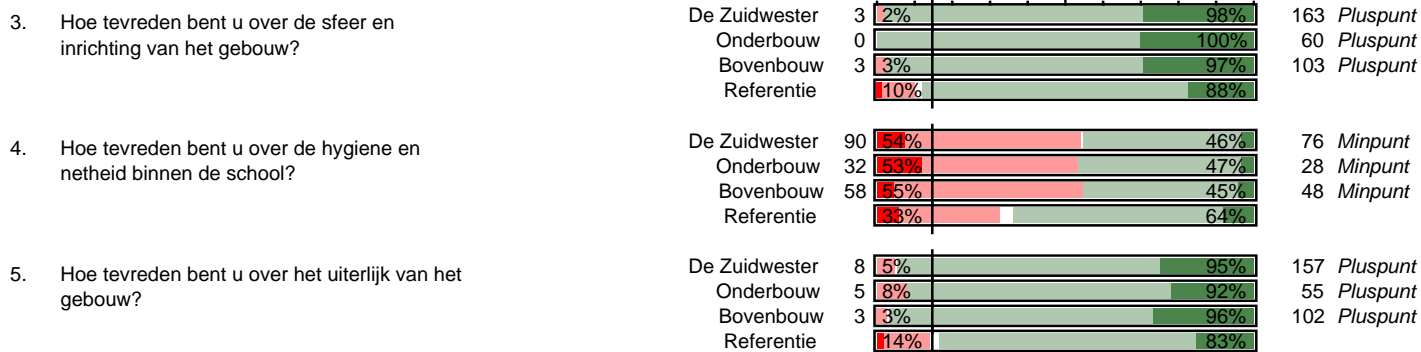 3. Hoe tevreden bent u over de sfeer en
inrichting van het gebouw?
De Zuidwester 3 2% 98% 163 Pluspunt
Onderbouw 0 100% 60 Pluspunt
Bovenbouw 3 3% 97% 103 Pluspunt
Referentie 10% 88%
4. Hoe tevreden bent u over de hygiene en
netheid binnen de school?
De Zuidwester 90 54% 46% 76 Minpunt
Onderbouw 32 53% 47% 28 Minpunt
Bovenbouw 58 55% 45% 48 Minpunt
Referentie 33% 64%
5. Hoe tevreden bent u over het uiterlijk van het
gebouw?
De Zuidwester 8 5% 95% 157 Pluspunt
Onderbouw 5 8% 92% 55 Pluspunt
Bovenbouw 3 3% 96% 102 Pluspunt
Referentie 14% 83%